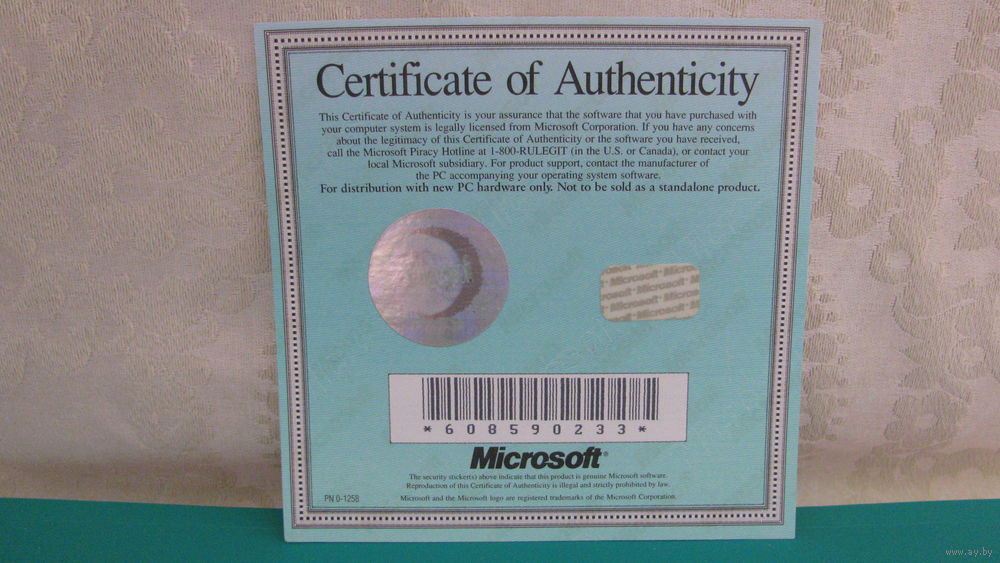 Certificate of Authenticity
This Certificate of Authenticity is your assurance that the software that you have purchased with
your computer system is legally licensed from Microsoft Corporation. If you have any concerns
about the legitimacy of this Certificate of Authenticity or the software you have received,
call the Microsoft Piracy Hotline at 1-800-RULEGIT (in the U.S. or Canada), or contact your
local Microsoft subsidiary. For product support, contact the manufacturer of
the PC accompanying your operating system software.
For distribution with new PC hardware only. Not to be sold as a standalone product.
Microsoft Micro
Microsoft M
Microsoft Micros
Microsoft
*608590233*
Microsoft®
The security sticker(s) above indicate that this product is genuine Microsoft software.
Reproduction of this Certificate of Authenticity is illegal and strictly prohibited by law.
PN 0-1258
Microsoft and the Microsoft logo are registered trademarks of the Microsoft Corporation.
www.ay.by